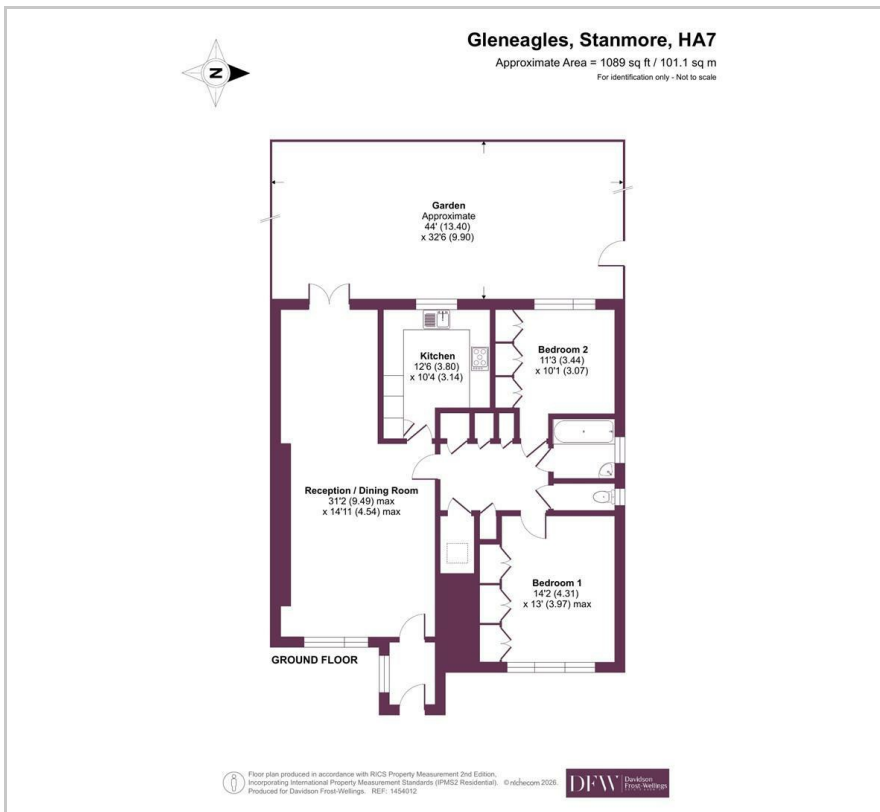 Gleneagles, Stanmore, HA7
Approximate Area = 1089 sq ft / 101.1 sq m
For identification only - Not to scale
N
Garden
Approximate
44' (13.40)
x 32'6 (9.90)
Kitchen
12'6 (3.80)
x 10'4 (3.14)
Bedroom 2
11'3 (3.44)
x 10'1 (3.07)
Reception / Dining Room
31'2 (9.49) max
x 14'11 (4.54) max
Bedroom 1
14'2 (4.31)
x 13' (3.97) max
GROUND FLOOR
Floor plan produced in accordance with RICS Property Measurement 2nd Edition,
Incorporating International Property Measurement Standards (IPMS2 Residential). © nichecom 2026.
Produced for Davidson Frost-Wellings. REF: 1454012
DFW
Davidson
Frost-Wellings